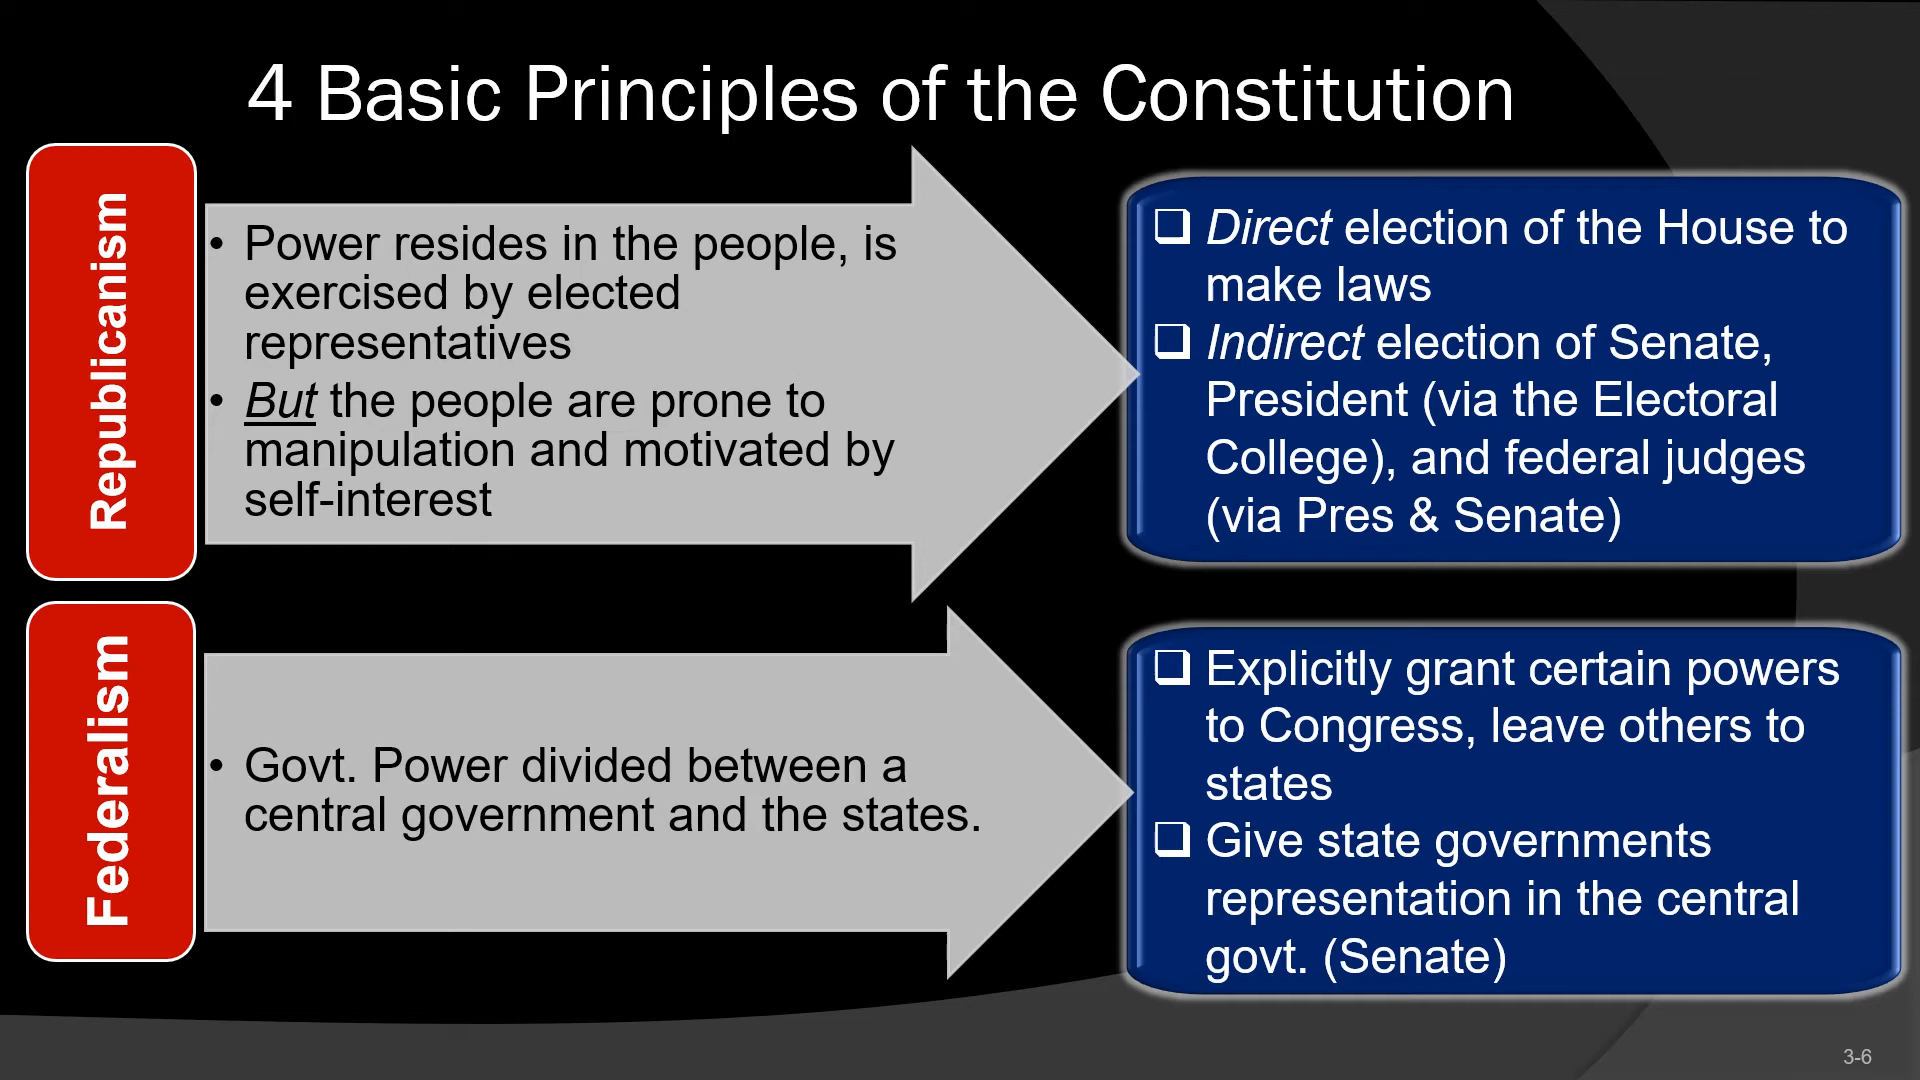 4 Basic Principles of the Constitution
Republicanism
• Power resides in the people, is
exercised by elected
representatives
• But the people are prone to
manipulation and motivated by
self-interest
❑ Direct election of the House to
make laws
❑ Indirect election of Senate,
President (via the Electoral
College), and federal judges
(via Pres & Senate)
Federalism
• Govt. Power divided between a
central government and the states.
❑ Explicitly grant certain powers
to Congress, leave others to
states
❑ Give state governments
representation in the central
govt. (Senate)
3-6